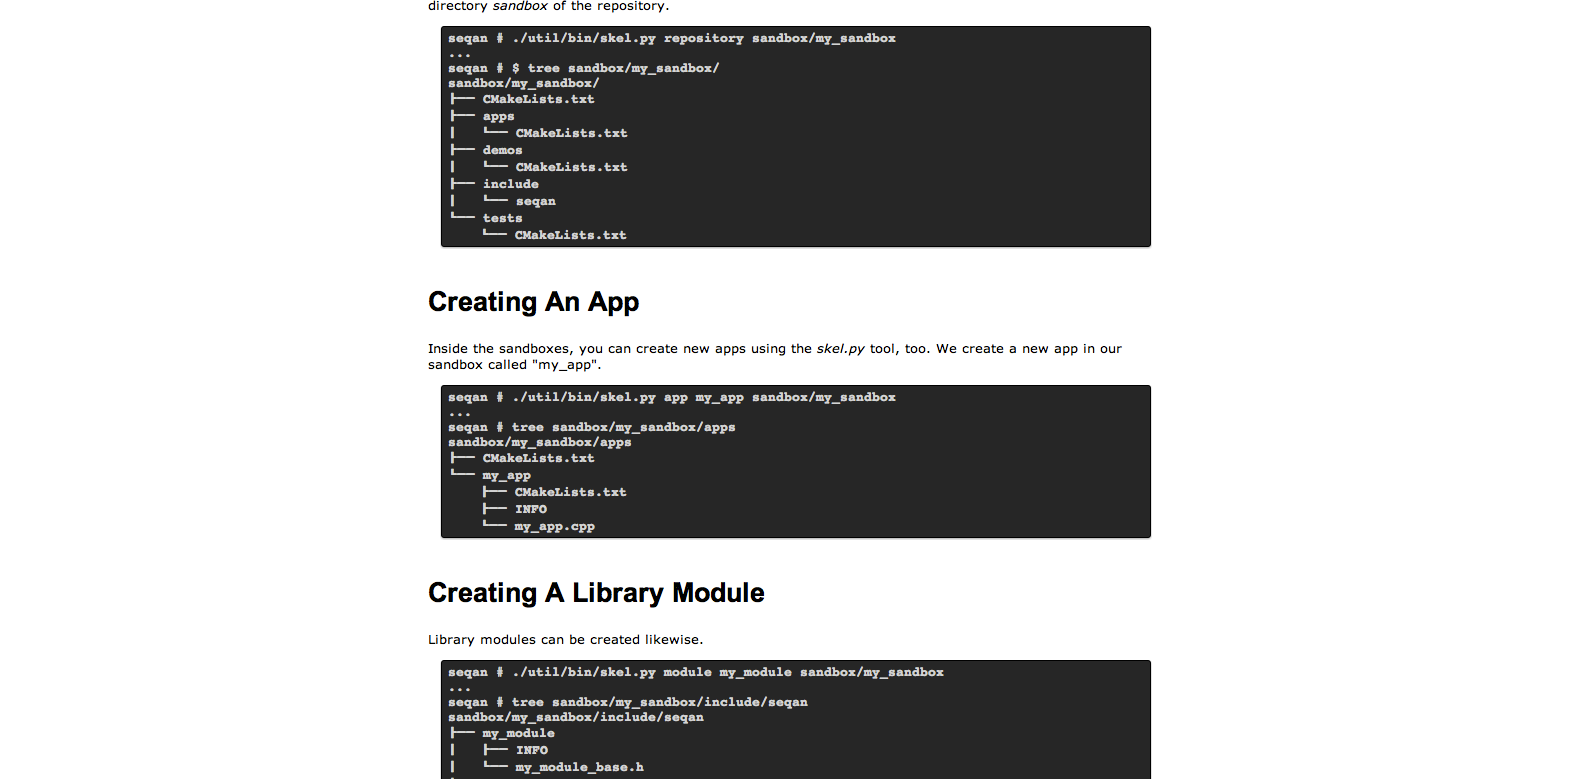 directory sandbox of the repository.
seqan # ./util/bin/skel.py repository sandbox/my_sandbox
...
seqan # $ tree sandbox/my_sandbox/
sandbox/my_sandbox/
├── CMakeLists.txt
├── apps
│   └── CMakeLists.txt
├── demos
│   └── CMakeLists.txt
├── include
│   └── seqan
└── tests
    └── CMakeLists.txt
Creating An App
Inside the sandboxes, you can create new apps using the skel.py tool, too. We create a new app in our
sandbox called "my_app".
seqan # ./util/bin/skel.py app my_app sandbox/my_sandbox
...
seqan # tree sandbox/my_sandbox/apps
sandbox/my_sandbox/apps
├── CMakeLists.txt
└── my_app
    ├── CMakeLists.txt
    ├── INFO
    └── my_app.cpp
Creating A Library Module
Library modules can be created likewise.
seqan # ./util/bin/skel.py module my_module sandbox/my_sandbox
...
seqan # tree sandbox/my_sandbox/include/seqan
sandbox/my_sandbox/include/seqan
├── my_module
│   ├── INFO
│   └── my_module_base.h